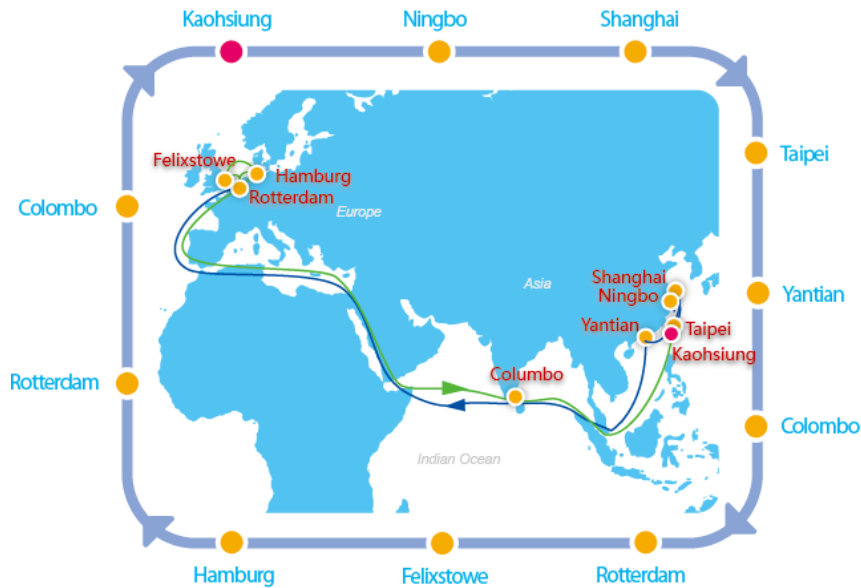 Kaohsiung
Ningbo
Shanghai
Taipei
Felixstowe
Hamburg
Rotterdam
Colombo
Europe
Shanghai
Asia
Ningbo
Yantian
Yantian
Taipei
Kaohsiung
Columbo
Rotterdam
Colombo
Indian Ocean
Hamburg
Felixstowe
Rotterdam